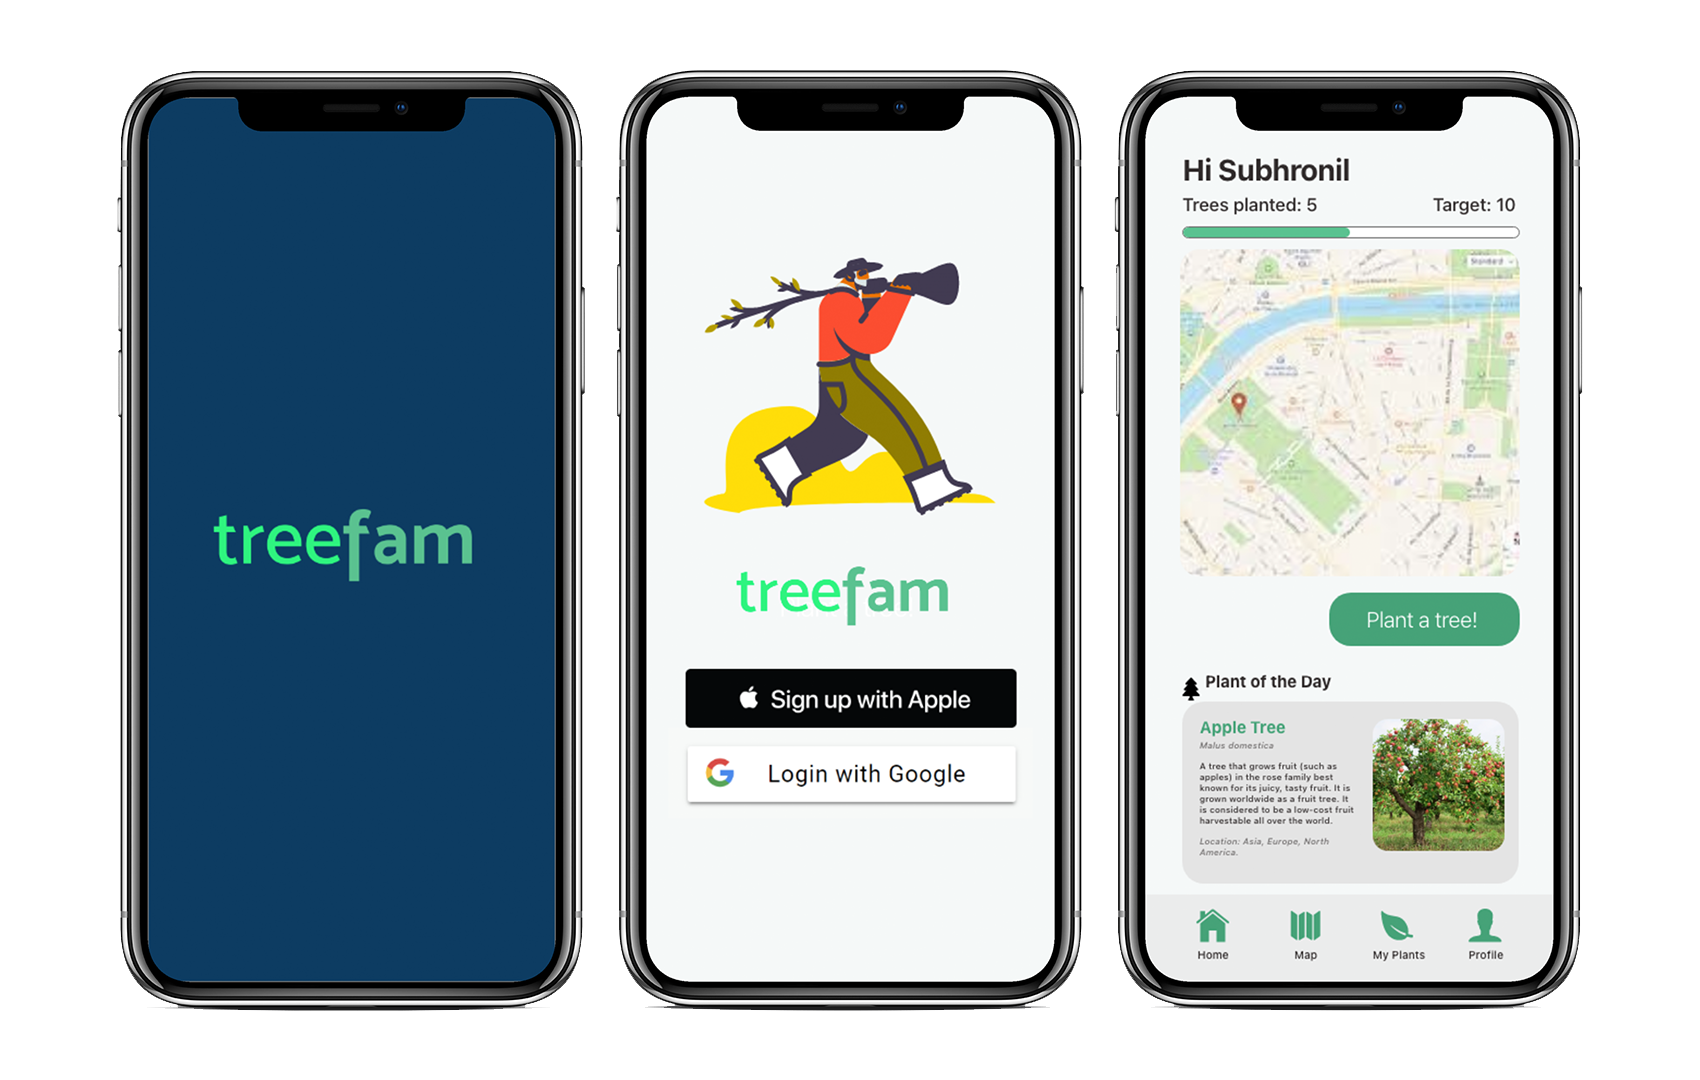 treefam
treefam
Sign up with Apple
Login with Google
Hi Subhronil
Trees planted: 5
Target: 10
Standard
Plant a tree!
Plant of the Day
Apple Tree
Malus domestica
A tree that grows fruit (such as
apples) in the rose family best
known for its juicy, tasty fruit. It is
grown worldwide as a fruit tree. It
is considered to be a low-cost fruit
harvestable all over the world.
Location: Asia, Europe, North
America.
Home
Map
My Plants
Profile